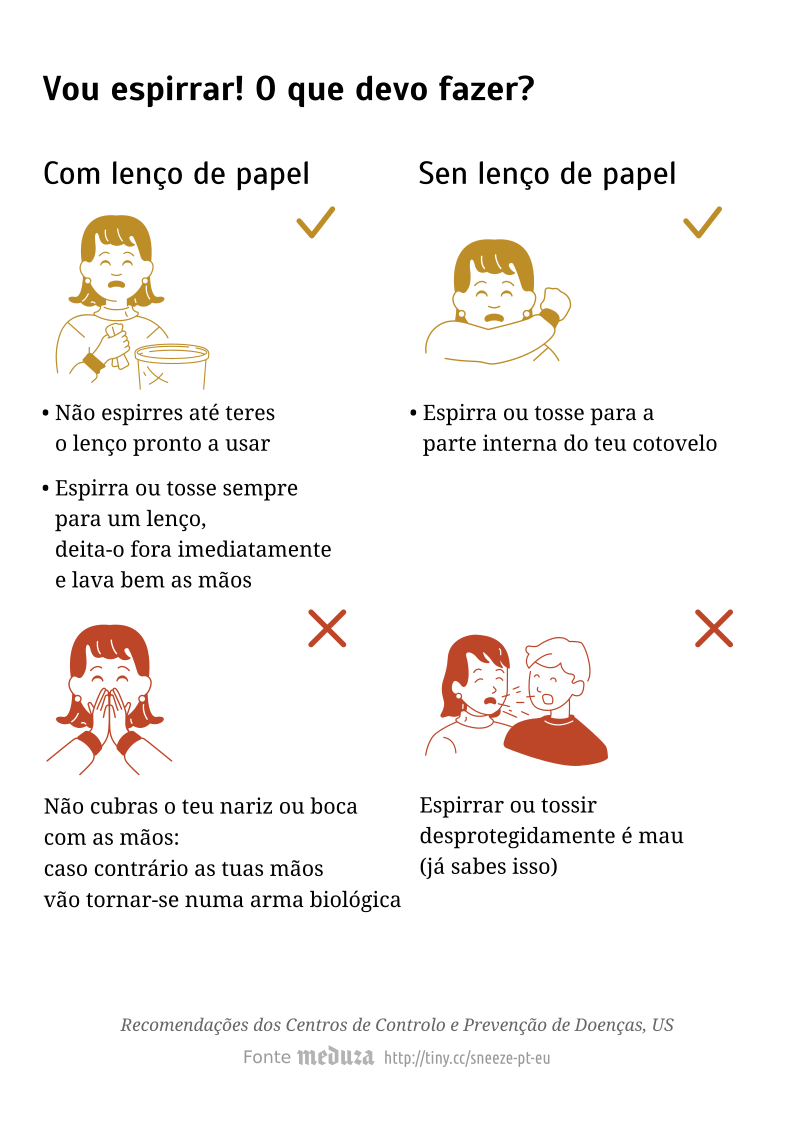 Vou espirrar! O que devo fazer?
Com lenço de papel
• Não espirres até teres
o lenço pronto a usar
• Espirra ou tosse sempre
para um lenço,
deita-o fora imediatamente
e lava bem as mãos
Sen lenço de papel
• Espirra ou tosse para a
parte interna do teu cotovelo
Não cubras o teu nariz ou boca
com as mãos:
caso contrário as tuas mãos
vão tornar-se numa arma biológica
Espirrar ou tossir
desprotegidamente é mau
(já sabes isso)
Recomendações dos Centros de Controlo e Prevenção de Doenças, US
Fonte meduza http://tiny.cc/sneeze-pt-eu